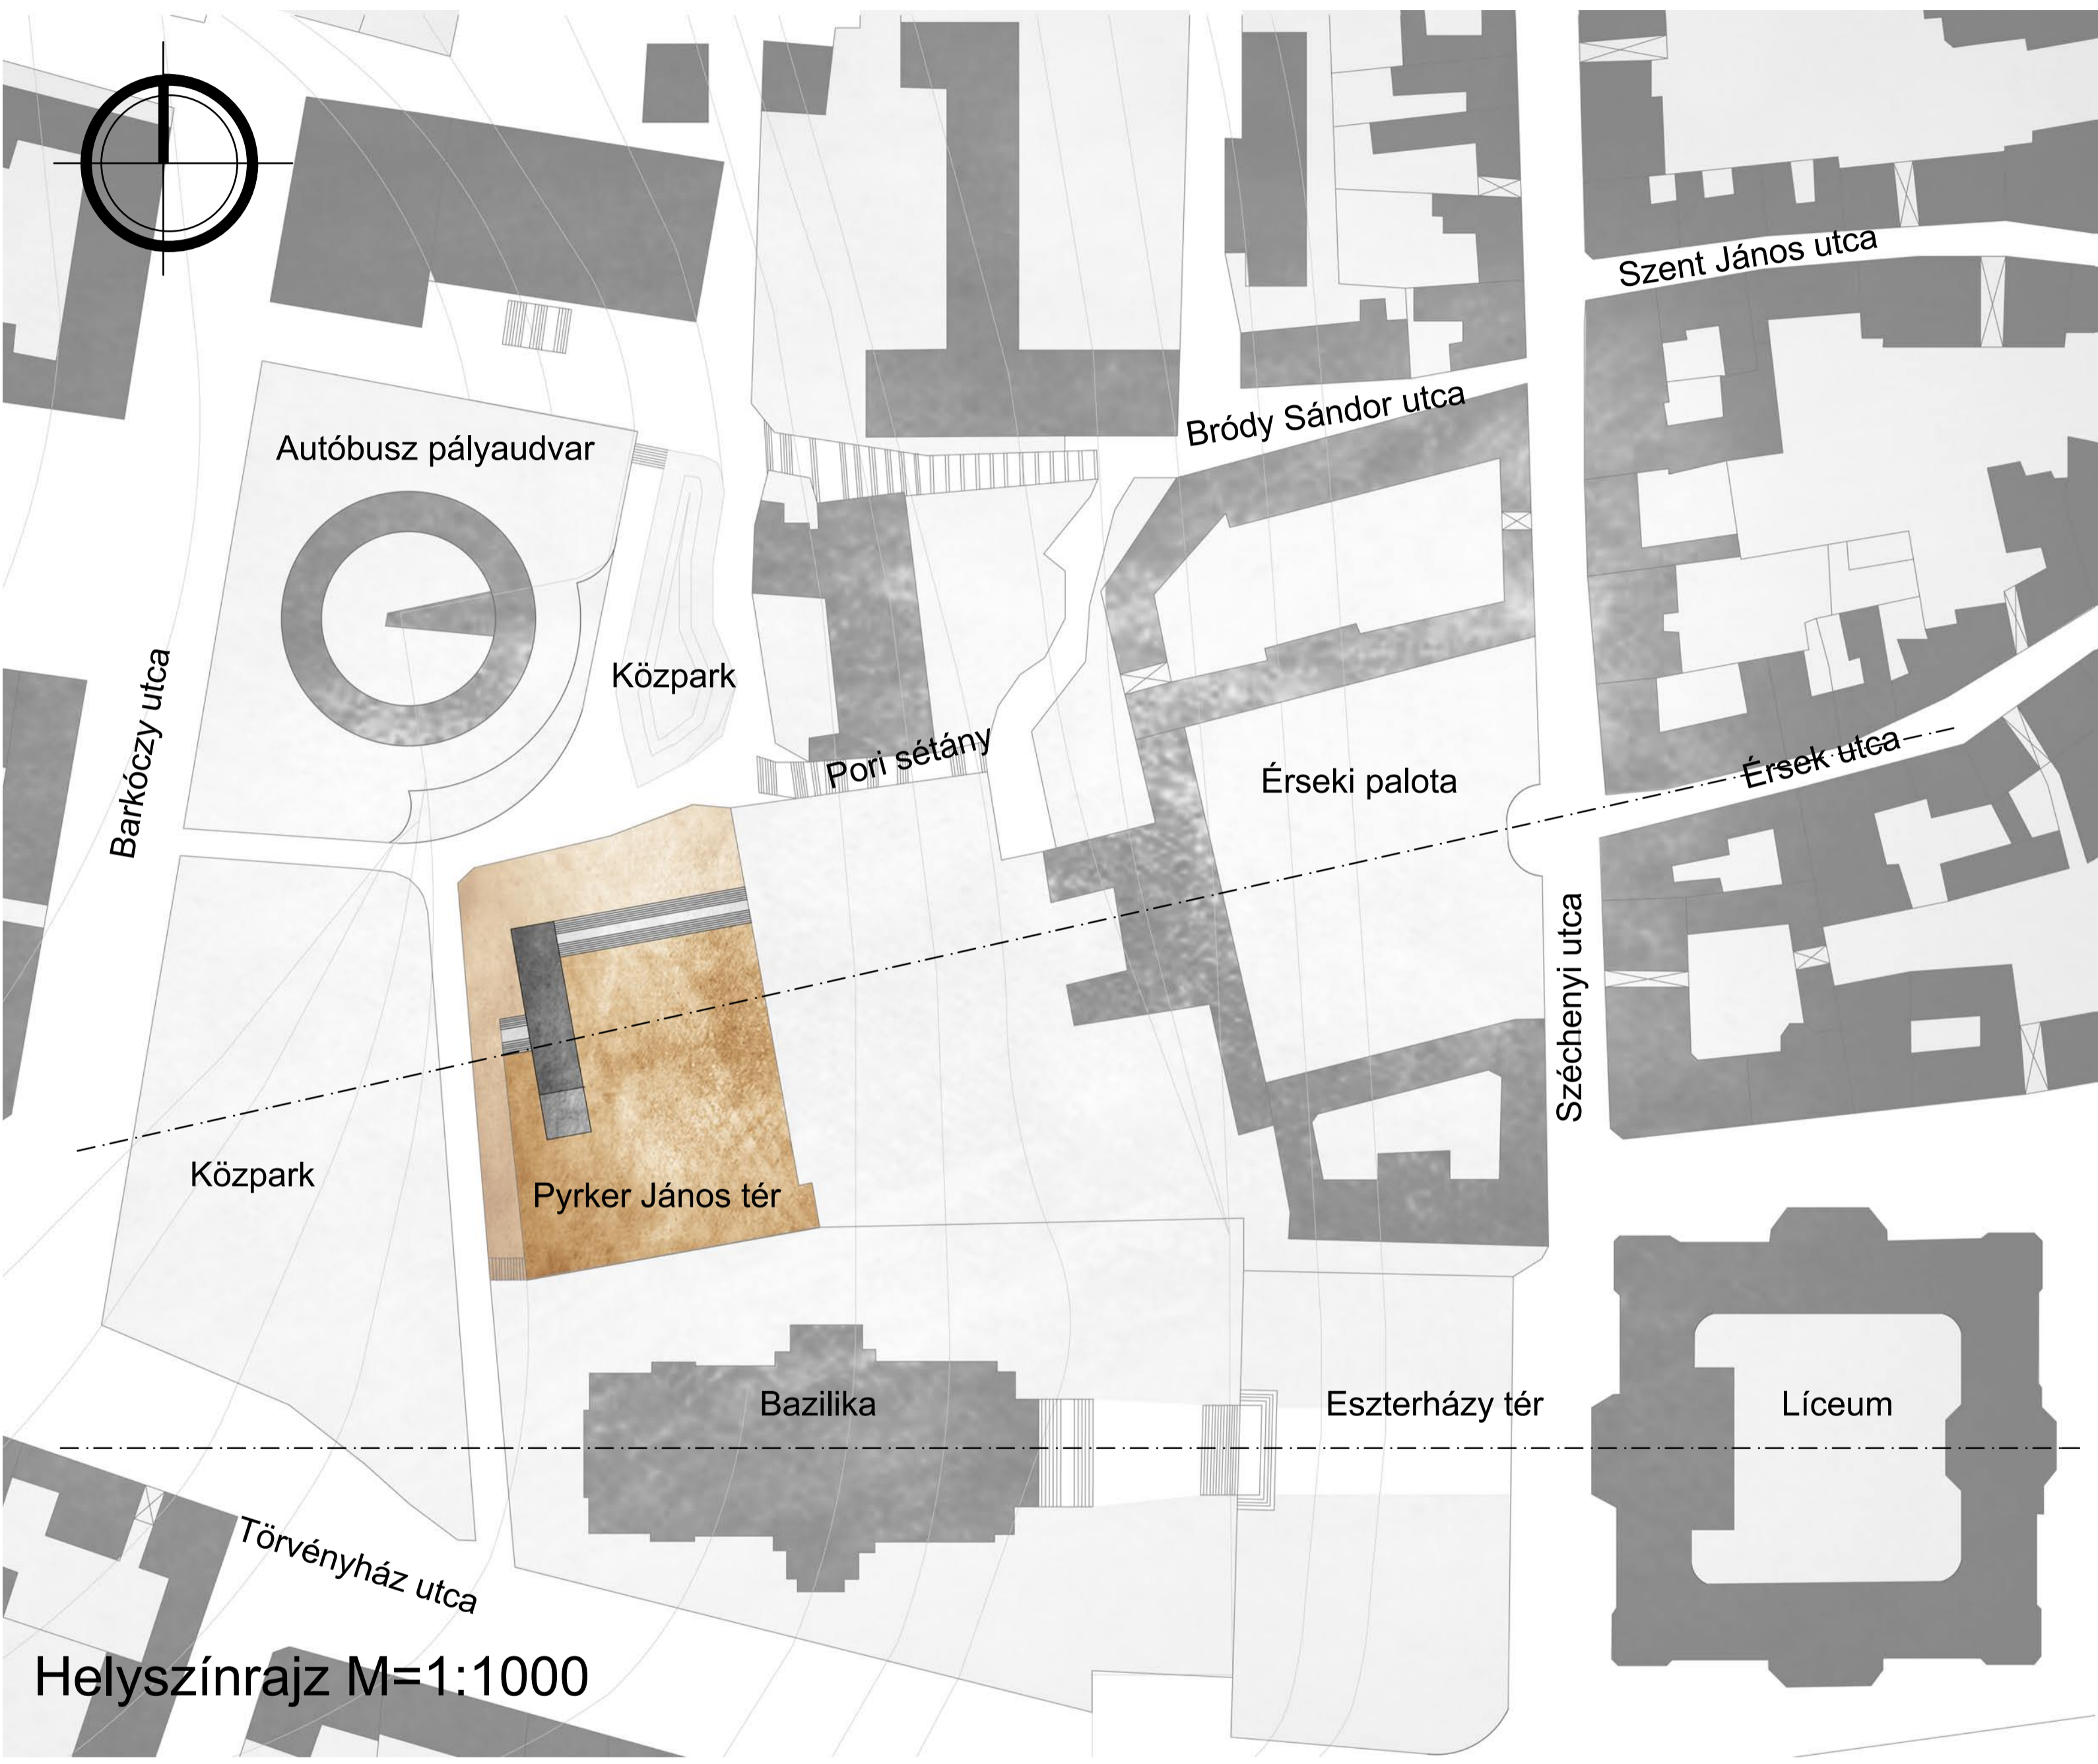 Szent János utca
Bródy Sándor utca
Autóbusz pályaudvar
Barkóczy utca
Közpark
Pori sétány
Érseki palota
Érsek utca
Széchenyi utca
Közpark
Pyrker János tér
Bazilika
Eszterházy tér
Líceum
Törvényház utca
Helyszínrajz M=1:1000